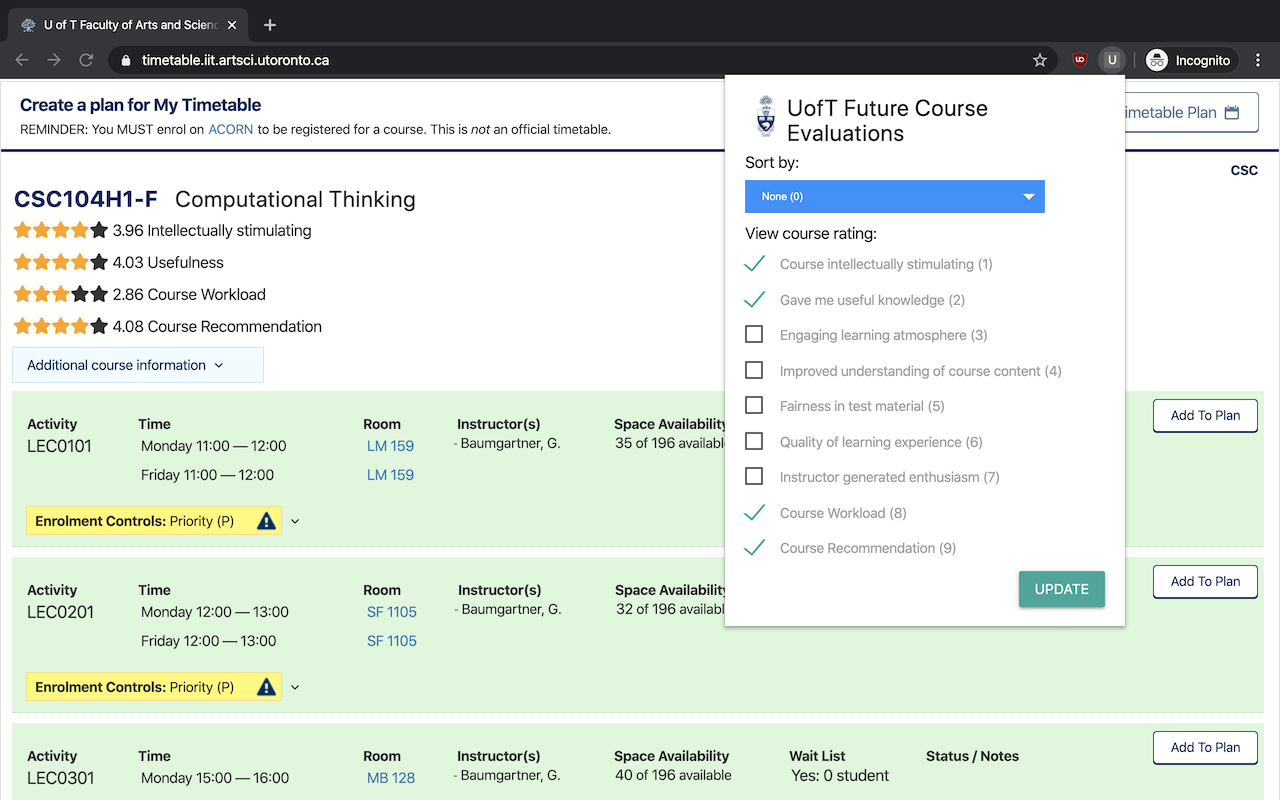 U of T Faculty of Arts and Scienc
timetable.iit.artsci.utoronto.ca
U
Incognito
Create a plan for My Timetable
REMINDER: You MUST enrol on ACORN to be registered for a course. This is not an official timetable.
imetable Plan
CSC
CSC104H1-F Computational Thinking
3.96 Intellectually stimulating
4.03 Usefulness
2.86 Course Workload
4.08 Course Recommendation
Additional course information
UofT Future Course
Evaluations
Sort by:
None (0)
View course rating:
Course intellectually stimulating (1)
Gave me useful knowledge (2)
Engaging learning atmosphere (3)
Improved understanding of course content (4)
Fairness in test material (5)
Quality of learning experience (6)
Instructor generated enthusiasm (7)
Course Workload (8)
Course Recommendation (9)
UPDATE
Activity Time Room Instructor(s) Space Availability
LEC0101 Monday 11:00 — 12:00 LM 159 - Baumgartner, G. 35 of 196 availabl
Friday 11:00 — 12:00 LM 159
Add To Plan
Enrolment Controls: Priority (P)
Activity Time Room Instructor(s) Space Availability
LEC0201 Monday 12:00 — 13:00 SF 1105 - Baumgartner, G. 32 of 196 availabl
Friday 12:00 — 13:00 SF 1105
Add To Plan
Enrolment Controls: Priority (P)
Activity Time Room Instructor(s) Space Availability Wait List Status / Notes
LEC0301 Monday 15:00 — 16:00 MB 128 - Baumgartner, G. 40 of 196 available Yes: 0 student
Add To Plan